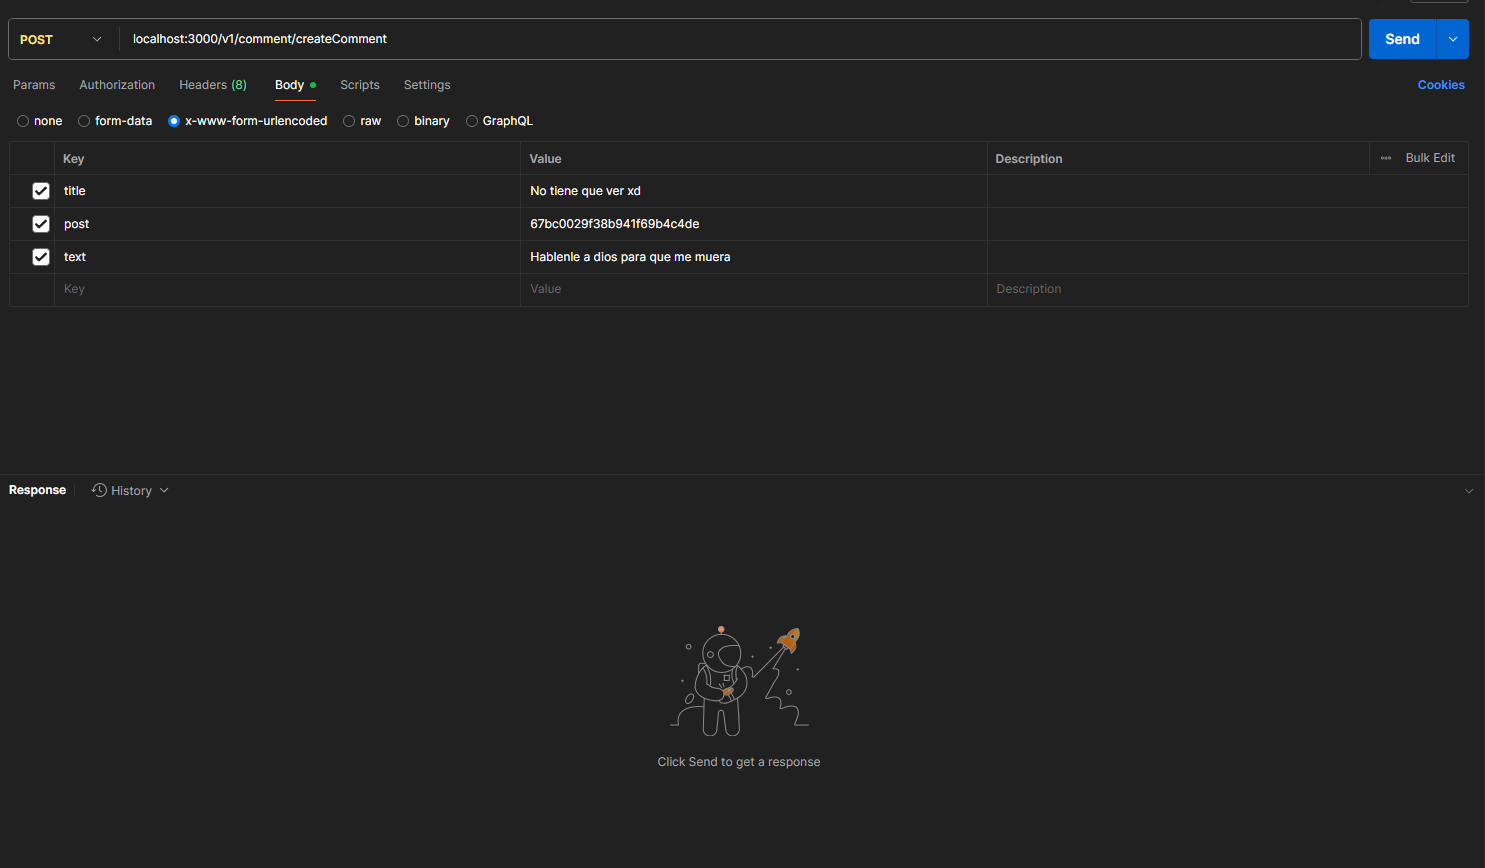 POST localhost:3000/v1/comment/createComment Send
Params Authorization Headers (8) Body Scripts Settings Cookies
none form-data x-www-form-urlencoded raw binary GraphQL
Key Value Description Bulk Edit
title No tiene que ver xd
post 67bc0029f38b941f69b4c4de
text Hablenle a dios para que me muera
Key Value Description
Response History
Click Send to get a response